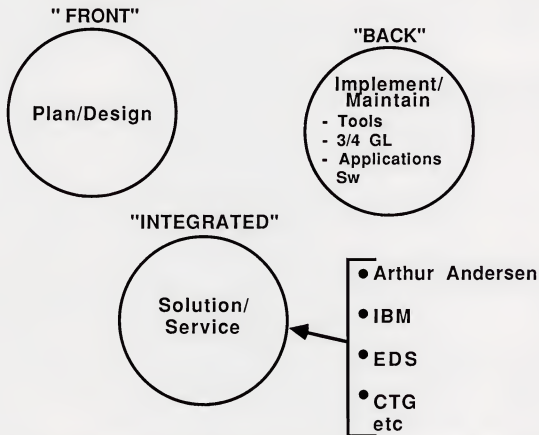 " FRONT"
Plan/Design
"BACK"
Implement/
Maintain
- Tools
- 3/4 GL
- Applications
Sw
"INTEGRATED"
Solution/
Service
• Arthur Andersen
• IBM
• EDS
• CTG
etc